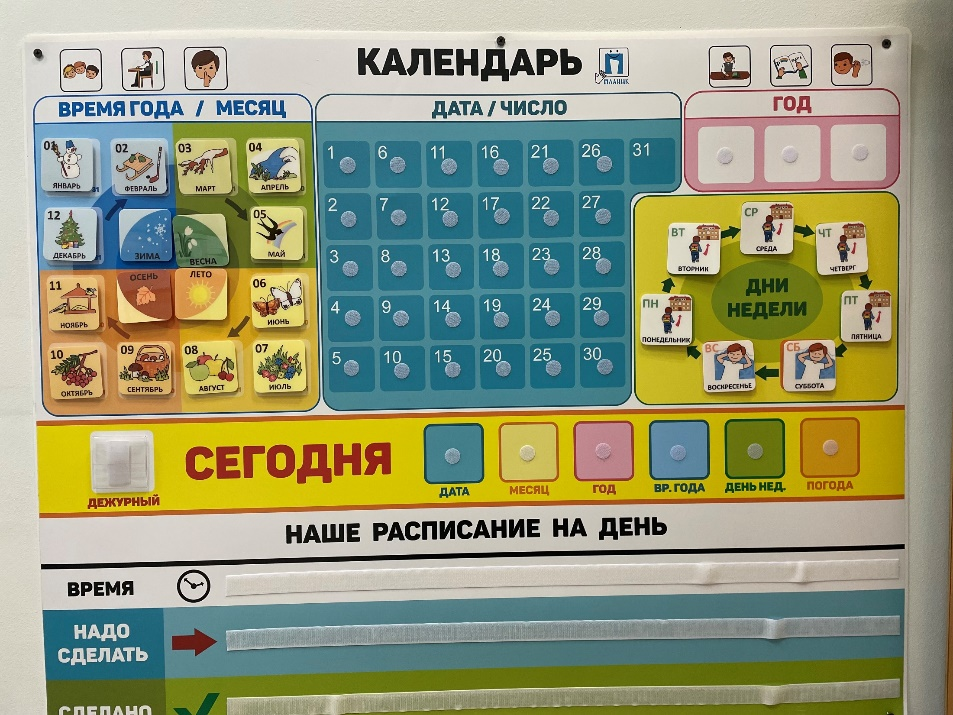 КАЛЕНДАРЬ
ПЛАНИК
ВРЕМЯ ГОДА / МЕСЯЦ
01
ЯНВАРЬ
02
ФЕВРАЛЬ
03
МАРТ
04
АПРЕЛЬ
12
ДЕКАБРЬ
ЗИМА
ВЕСНА
05
МАЙ
11
НОЯБРЬ
ОСЕНЬ
ЛЕТО
06
ИЮНЬ
10
ОКТЯБРЬ
09
СЕНТЯБРЬ
08
АВГУСТ
07
ИЮЛЬ
ДАТА / ЧИСЛО
1 6 11 16 21 26 31
2 7 12 17 22 27
3 8 13 18 23 28
4 9 14 19 24 29
5 10 15 20 25 30
ГОД
СР
СРЕДА
ВТ
ВТОРНИК
ЧТ
ЧЕТВЕРГ
ДНИ
НЕДЕЛИ
ПН
ПОНЕДЕЛЬНИК
ПТ
ПЯТНИЦА
ВС
ВОСКРЕСЕНЬЕ
СБ
СУББОТА
ДЕЖУРНЫЙ
СЕГОДНЯ
ДАТА
МЕСЯЦ
ГОД
ВР. ГОДА
ДЕНЬ НЕД.
ПОГОДА
НАШЕ РАСПИСАНИЕ НА ДЕНЬ
ВРЕМЯ
НАДО
СДЕЛАТЬ
СДЕЛАНО